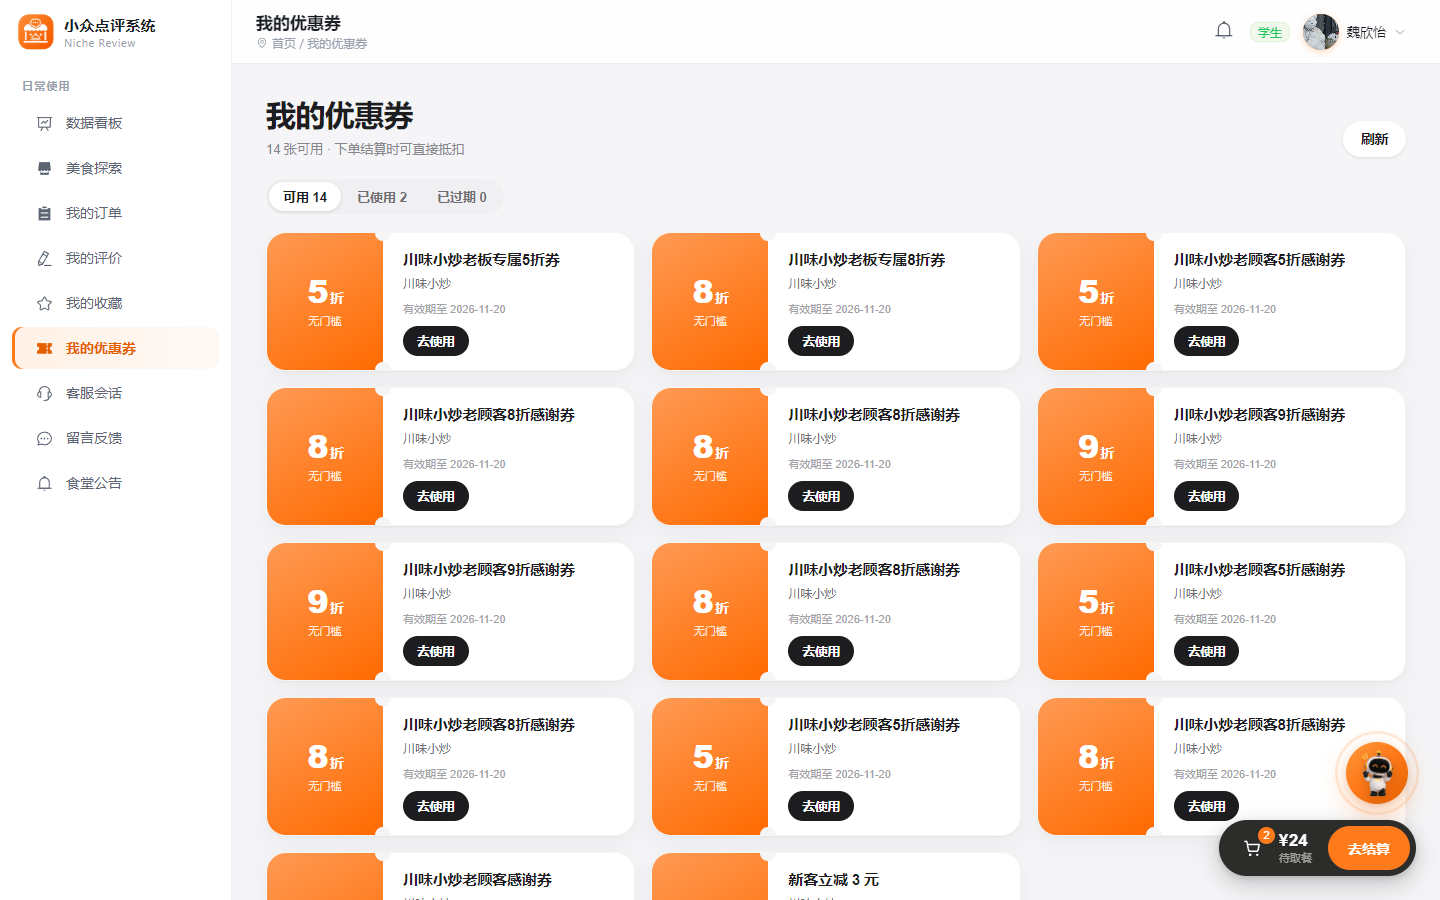 小众点评系统
Niche Review
日常使用
数据看板
美食探索
我的订单
我的评价
我的收藏
我的优惠券
客服会话
留言反馈
食堂公告
我的优惠券
首页 / 我的优惠券
学生
魏欣怡
我的优惠券
14 张可用 · 下单结算时可直接抵扣
刷新
可用 14
已使用 2
已过期 0
5折
无门槛
川味小炒老板专属5折券
川味小炒
有效期至 2026-11-20
去使用
8折
无门槛
川味小炒老板专属8折券
川味小炒
有效期至 2026-11-20
去使用
5折
无门槛
川味小炒老顾客5折感谢券
川味小炒
有效期至 2026-11-20
去使用
8折
无门槛
川味小炒老顾客8折感谢券
川味小炒
有效期至 2026-11-20
去使用
8折
无门槛
川味小炒老顾客8折感谢券
川味小炒
有效期至 2026-11-20
去使用
9折
无门槛
川味小炒老顾客9折感谢券
川味小炒
有效期至 2026-11-20
去使用
9折
无门槛
川味小炒老顾客9折感谢券
川味小炒
有效期至 2026-11-20
去使用
8折
无门槛
川味小炒老顾客8折感谢券
川味小炒
有效期至 2026-11-20
去使用
5折
无门槛
川味小炒老顾客5折感谢券
川味小炒
有效期至 2026-11-20
去使用
8折
无门槛
川味小炒老顾客8折感谢券
川味小炒
有效期至 2026-11-20
去使用
5折
无门槛
川味小炒老顾客5折感谢券
川味小炒
有效期至 2026-11-20
去使用
8折
无门槛
川味小炒老顾客8折感谢券
川味小炒
有效期至 2026-11-20
去使用
川味小炒老顾客感谢券
新客立减 3 元
2
¥24
待取餐
去结算